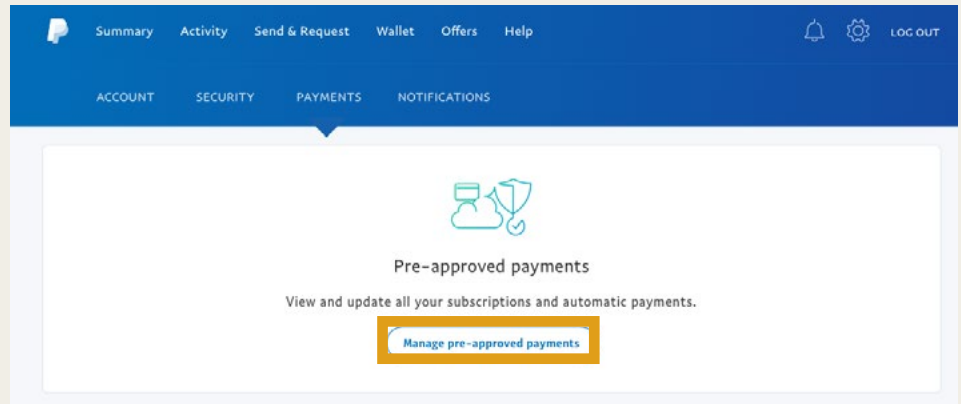 Summary Activity Send & Request Wallet Offers Help LOG OUT
ACCOUNT SECURITY PAYMENTS NOTIFICATIONS
Pre-approved payments
View and update all your subscriptions and automatic payments.
Manage pre-approved payments